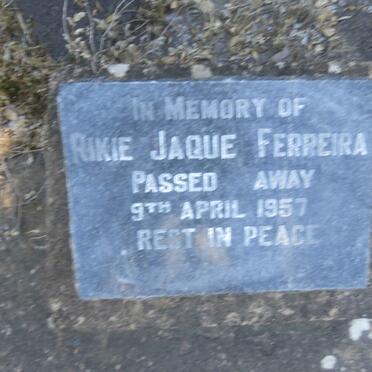 In Memory of
Rikie Jaque Ferreira
Passed away
9th April 1957
Rest in Peace